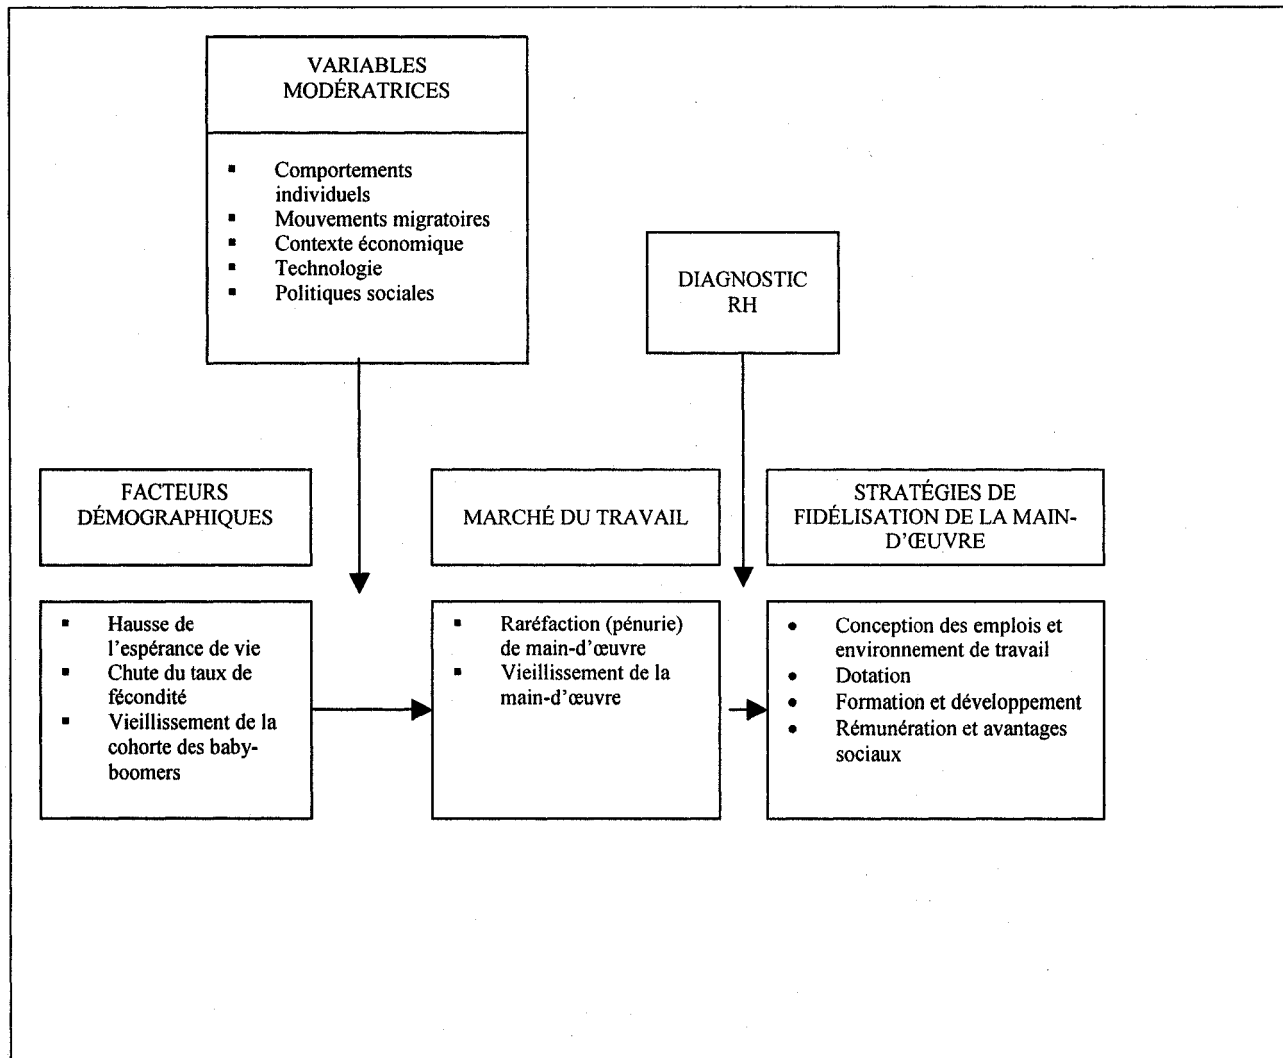 VARIABLES
MODÉRATRICES
▪ Comportements
individuels
▪ Mouvements migratoires
▪ Contexte économique
▪ Technologie
▪ Politiques sociales
DIAGNOSTIC
RH
FACTEURS
DÉMOGRAPHIQUES
▪ Hausse de
l'espérance de vie
▪ Chute du taux de
fécondité
▪ Vieillissement de la
cohorte des baby-
boomers
MARCHÉ DU TRAVAIL
▪ Raréfaction (pénurie)
de main-d'œuvre
▪ Vieillissement de la
main-d'œuvre
STRATÉGIES DE
FIDÉLISATION DE LA MAIN-
D'ŒUVRE
• Conception des emplois et
environnement de travail
• Dotation
• Formation et développement
• Rémunération et avantages
sociaux